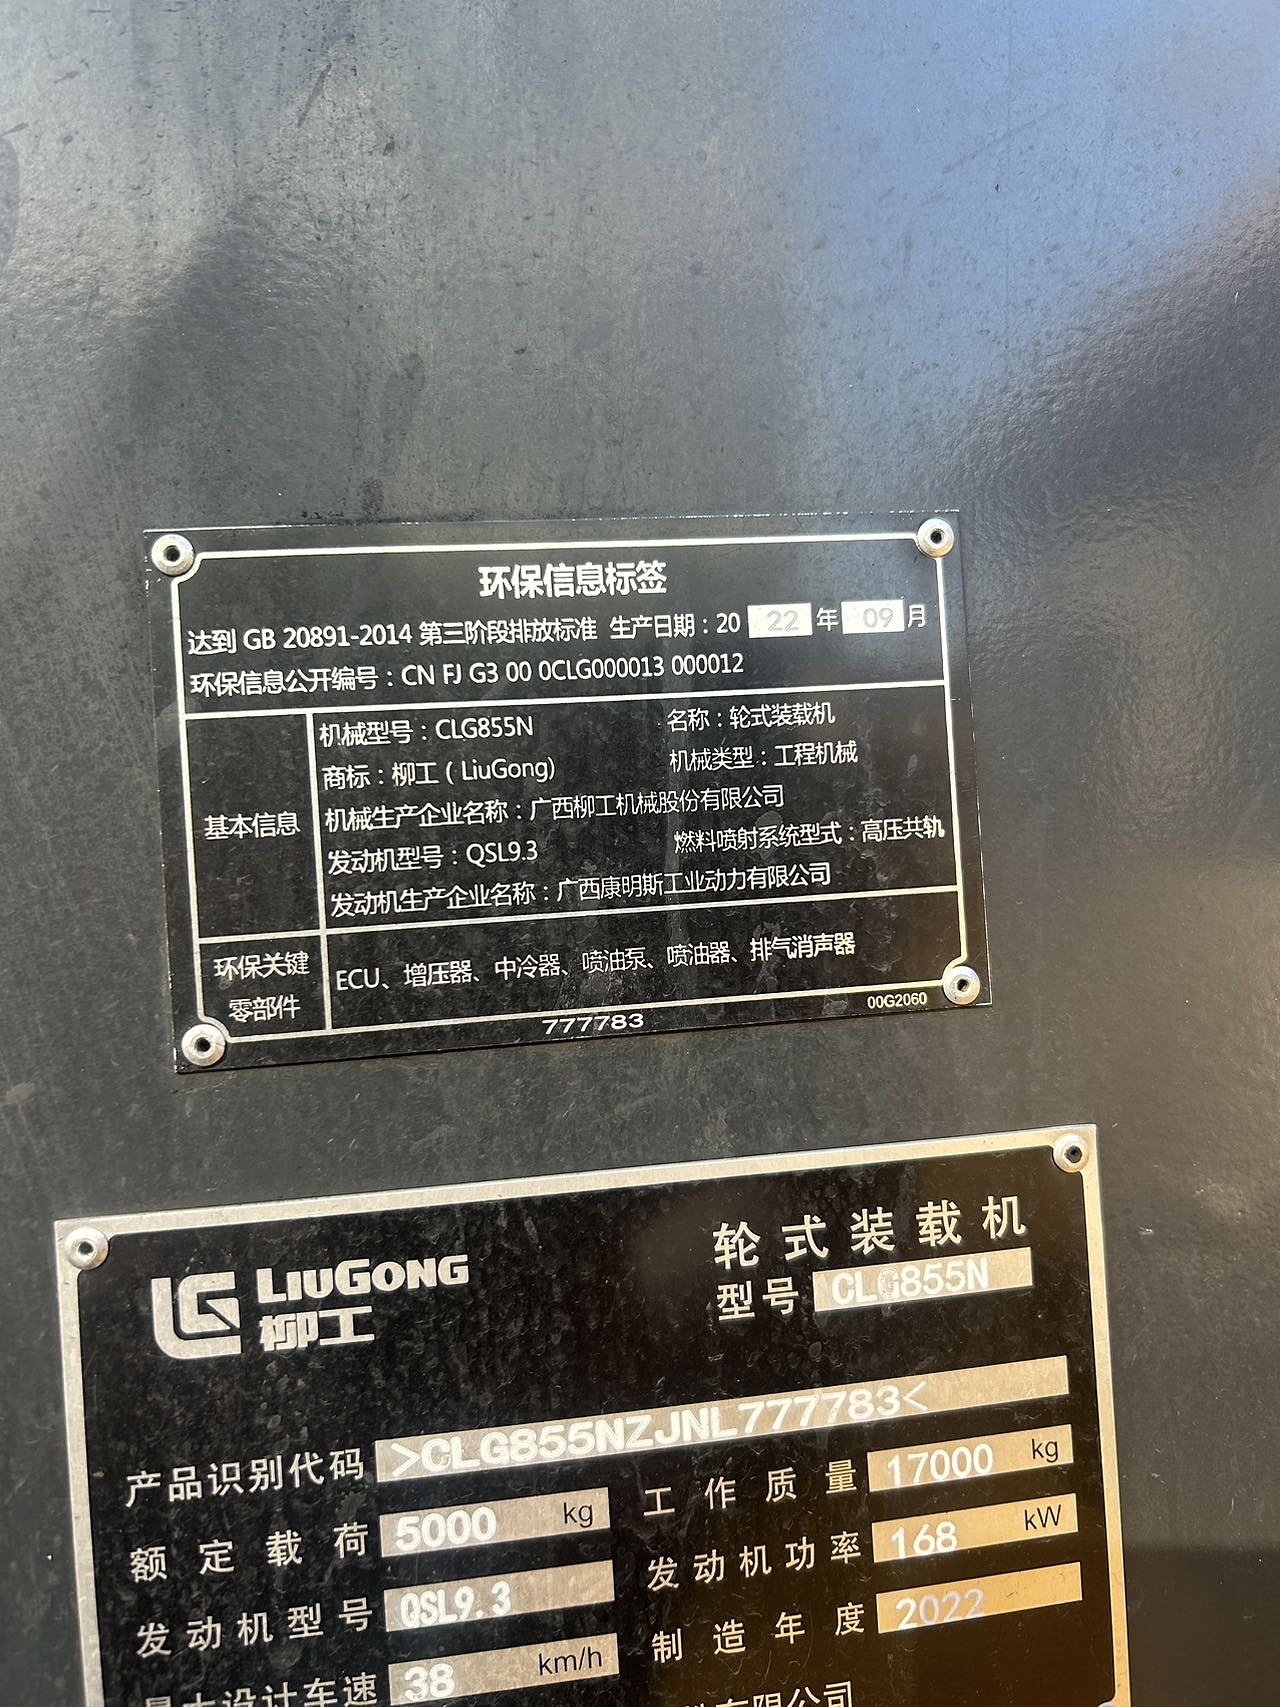 环保信息标签
达到 GB 20891-2014 第三阶段排放标准 生产日期：20 22 年 09 月
环保信息公开编号：CN FJ G3 00 0CLG000013 000012
基本信息
机械型号：CLG855N 名称：轮式装载机
商标：柳工（LiuGong) 机械类型：工程机械
机械生产企业名称：广西柳工机械股份有限公司
发动机型号：QSL9.3 燃料喷射系统型式：高压共轨
发动机生产企业名称：广西康明斯工业动力有限公司
环保关键
零部件
ECU、增压器、中冷器、喷油泵、喷油器、排气消声器
777783
00G2060
LG LIUGONG
柳工
轮式装载机
型号 CLG855N
产品识别代码 >CLG855NZJNL777783<
额定载荷 5000 kg 工作质量 17000 kg
发动机型号 QSL9.3 发动机功率 168 kW
最大设计车速 38 km/h 制造年度 2022
有限公司